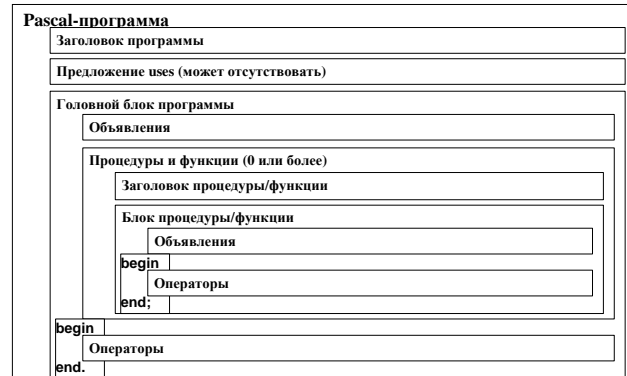 Pascal-программа
Заголовок программы
Предложение uses (может отсутствовать)
Головной блок программы
Объявления
Процедуры и функции (0 или более)
Заголовок процедуры/функции
Блок процедуры/функции
Объявления
begin
Операторы
end;
begin
Операторы
end.